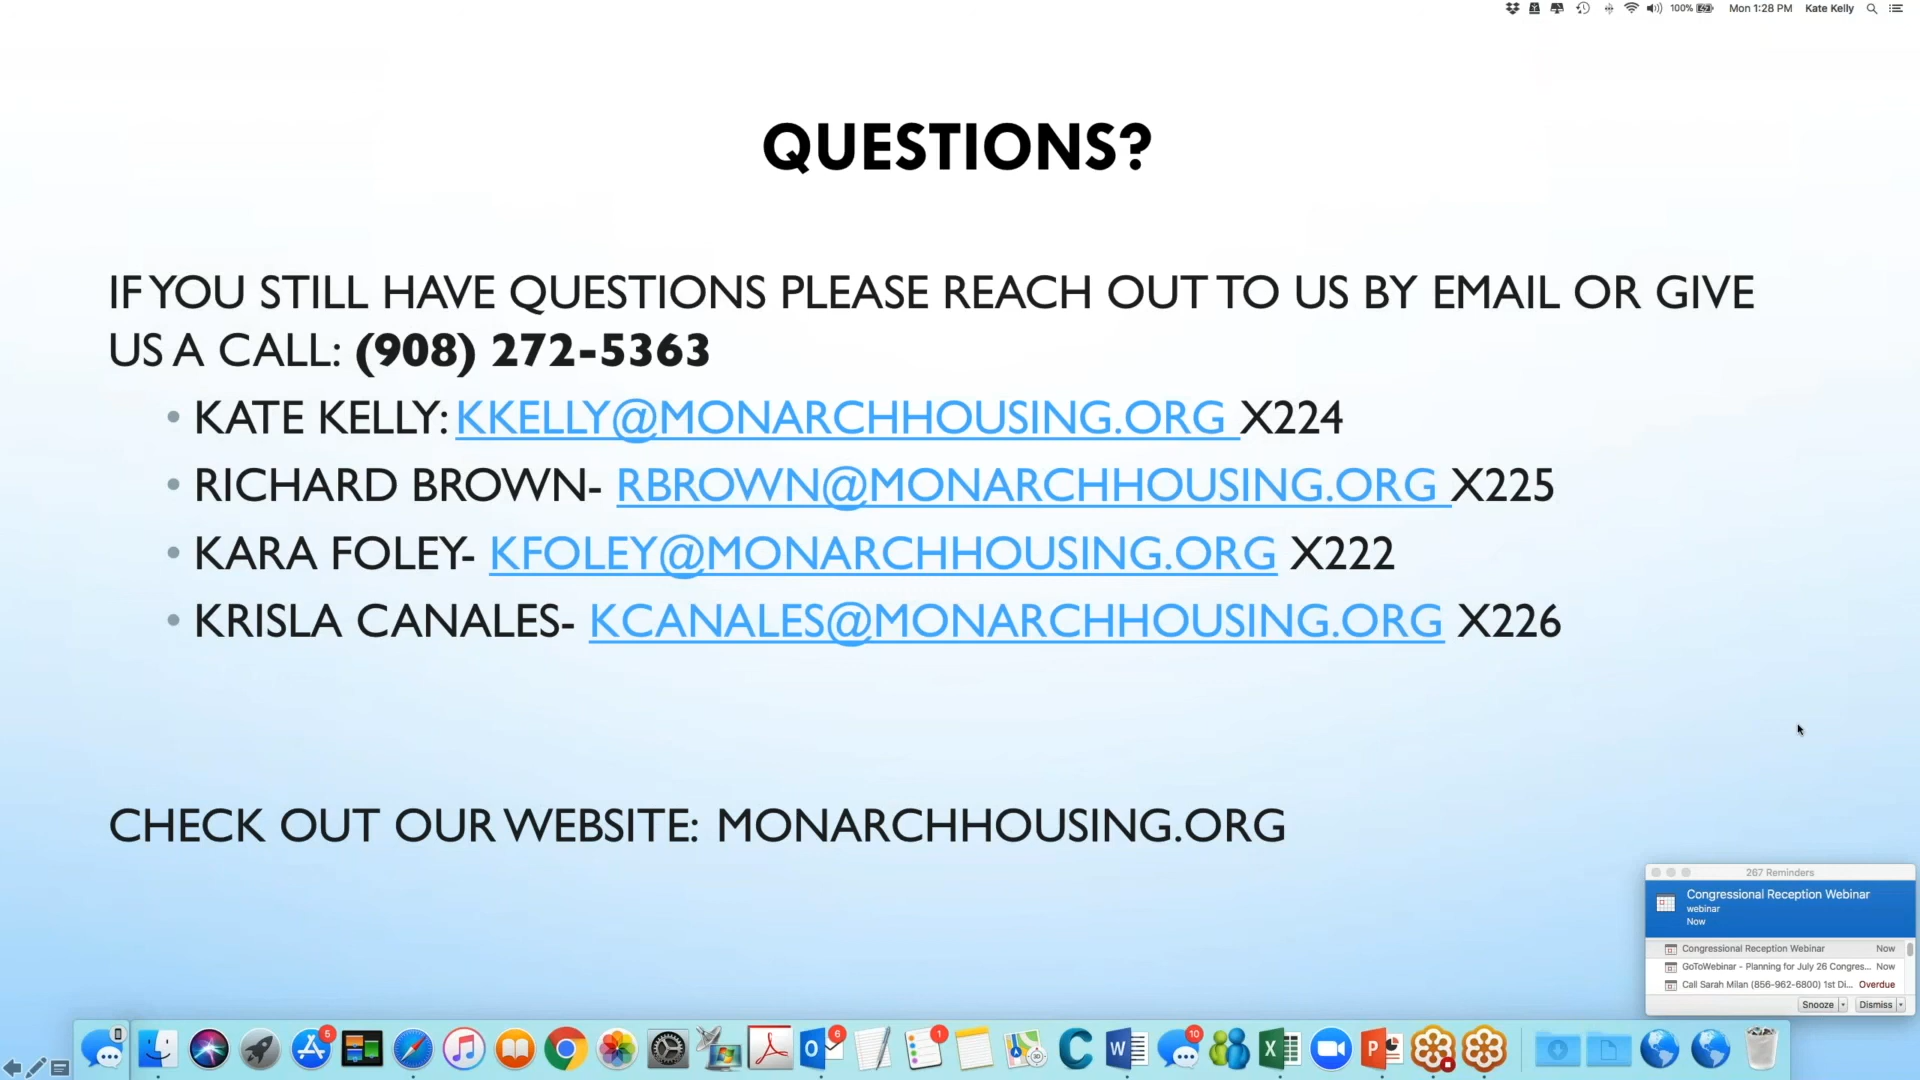 100% Mon 1:28 PM Kate Kelly
QUESTIONS?
IF YOU STILL HAVE QUESTIONS PLEASE REACH OUT TO US BY EMAIL OR GIVE
US A CALL: (908) 272-5363
• KATE KELLY: KKELLY@MONARCHHOUSING.ORG X224
• RICHARD BROWN- RBROWN@MONARCHHOUSING.ORG X225
• KARA FOLEY- KFOLEY@MONARCHHOUSING.ORG X222
• KRISLA CANALES- KCANALES@MONARCHHOUSING.ORG X226
CHECK OUT OUR WEBSITE: MONARCHHOUSING.ORG
267 Reminders
Congressional Reception Webinar
webinar
Now
Congressional Reception Webinar Now
GoToWebinar - Planning for July 26 Congres... Now
Call Sarah Milan (856-962-6800) 1st Di... Overdue
Snooze Dismiss
5 6 1 10